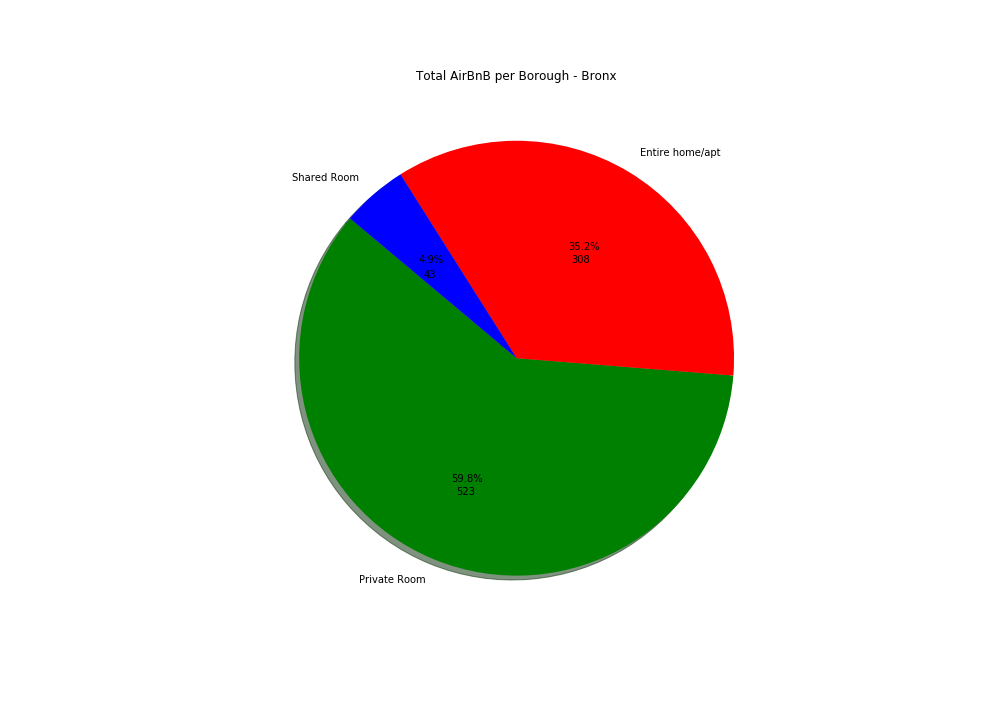 Total AirBnB per Borough - Bronx
Entire home/apt
Shared Room
35.2%
308
4.9%
43
59.8%
523
Private Room